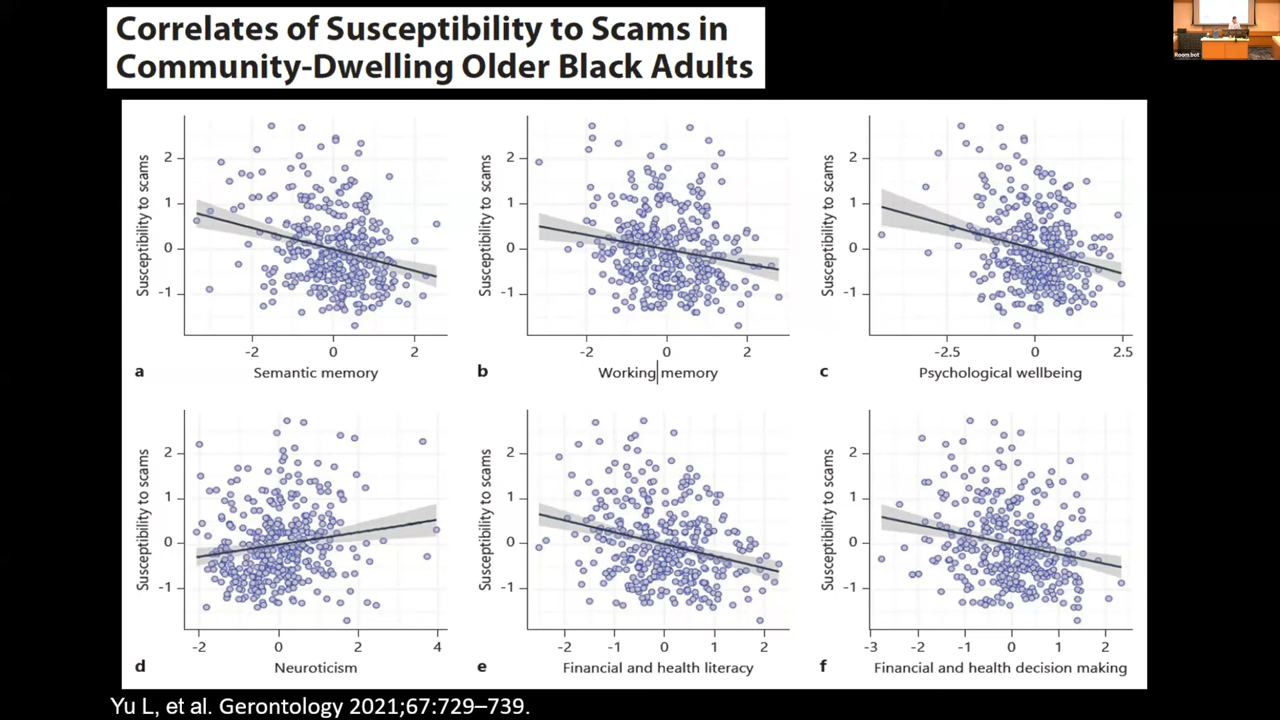 Correlates of Susceptibility to Scams in
Community-Dwelling Older Black Adults
Room bot
Susceptibility to scams
2
1
0
-1
-2
0
2
a
Semantic memory
Susceptibility to scams
2
1
0
-1
-2
0
2
b
Working memory
Susceptibility to scams
2
1
0
-1
-2.5
0
2.5
c
Psychological wellbeing
Susceptibility to scams
2
1
0
-1
-2
0
2
4
d
Neuroticism
Susceptibility to scams
2
1
0
-1
-2
-1
0
1
2
e
Financial and health literacy
Susceptibility to scams
2
1
0
-1
-3
-2
-1
0
1
2
f
Financial and health decision making
Yu L, et al. Gerontology 2021;67:729–739.